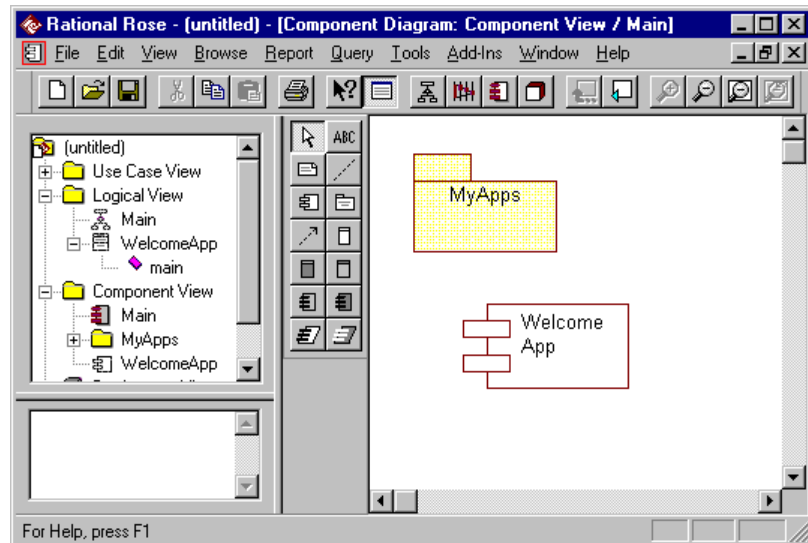 Rational Rose - (untitled) - [Component Diagram: Component View / Main]
File Edit View Browse Report Query Tools Add-Ins Window Help
(untitled)
Use Case View
Logical View
Main
WelcomeApp
main
Component View
Main
MyApps
WelcomeApp
ABC
MyApps
Welcome
App
For Help, press F1